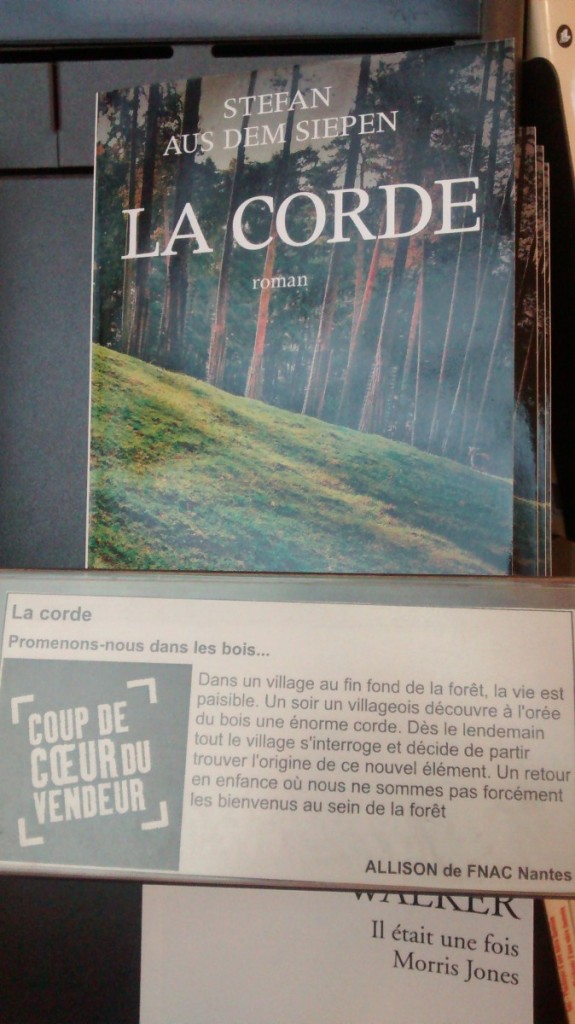 STEFAN
AUS DEM SIEPEN
LA CORDE
roman
La corde
Promenons-nous dans les bois...
COUP DE
CŒUR DU
VENDEUR
Dans un village au fin fond de la forêt, la vie est
paisible. Un soir un villageois découvre à l'orée
du bois une énorme corde. Dès le lendemain
tout le village s'interroge et décide de partir
trouver l'origine de ce nouvel élément. Un retour
en enfance où nous ne sommes pas forcément
les bienvenus au sein de la forêt
ALLISON de FNAC Nantes
WALKER
Il était une fois
Morris Jones